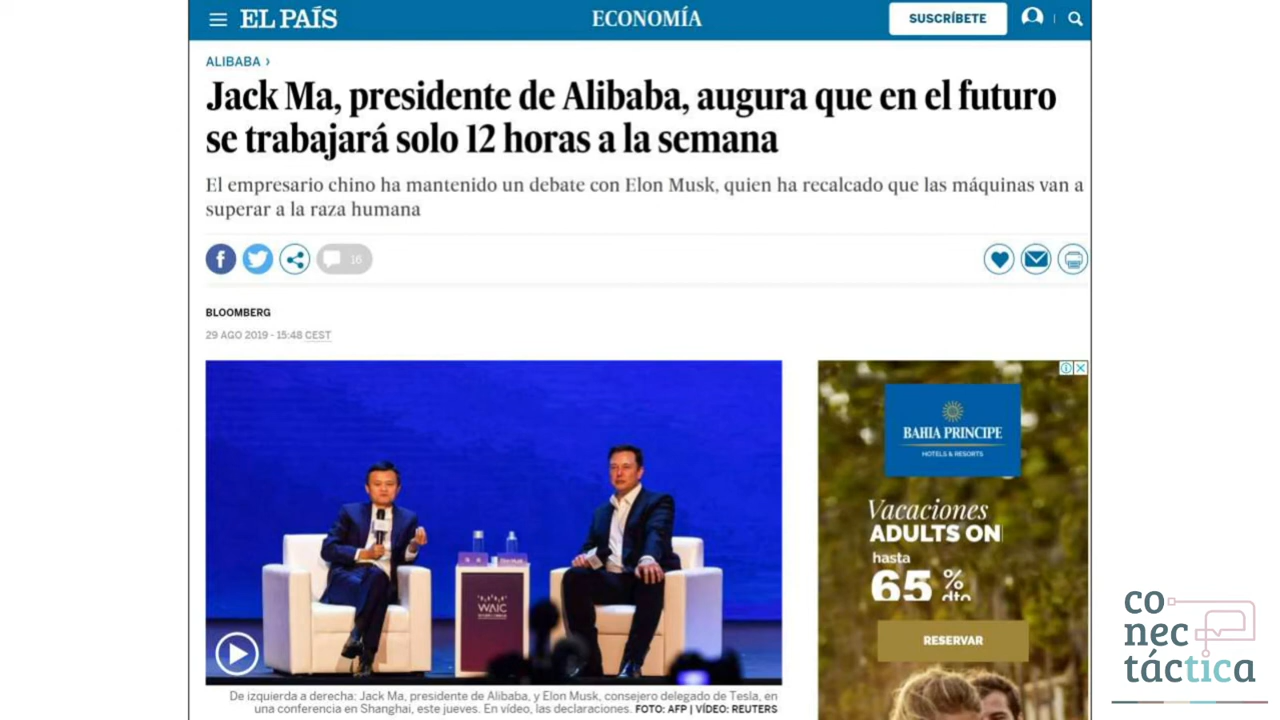 EL PAÍS
ECONOMÍA
SUSCRÍBETE
ALIBABA ›
Jack Ma, presidente de Alibaba, augura que en el futuro
se trabajará solo 12 horas a la semana
El empresario chino ha mantenido un debate con Elon Musk, quien ha recalcado que las máquinas van a
superar a la raza humana
16
BLOOMBERG
29 AGO 2019 - 15:48 CEST
WAIC
De izquierda a derecha: Jack Ma, presidente de Alibaba, y Elon Musk, consejero delegado de Tesla, en
una conferencia en Shanghai, este jueves. En vídeo, las declaraciones. FOTO: AFP | VÍDEO: REUTERS
BAHIA PRINCIPE
HOTELS & RESORTS
Vacaciones
ADULTS ON
hasta
65 %
dto
RESERVAR
co
nec
táctica